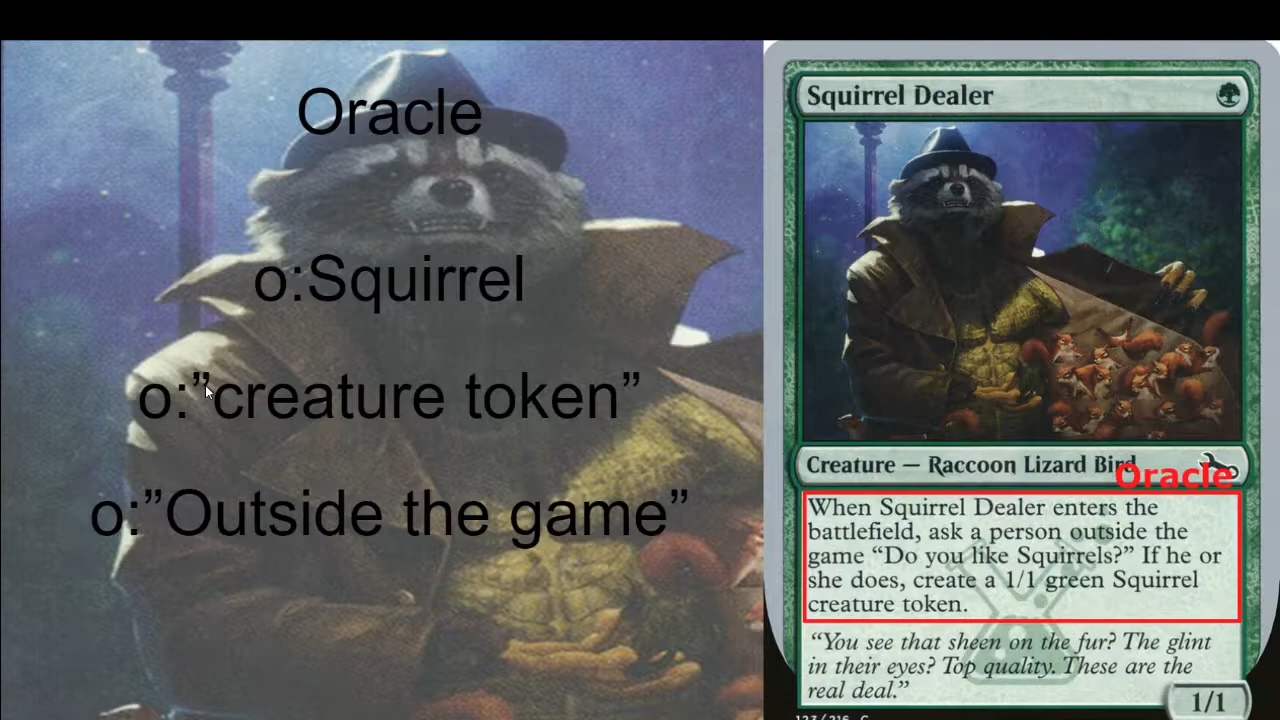 Oracle
o:Squirrel
o:”creature token”
o:”Outside the game”
Squirrel Dealer
Creature — Raccoon Lizard Bird
Oracle
When Squirrel Dealer enters the
battlefield, ask a person outside the
game “Do you like Squirrels?” If he or
she does, create a 1/1 green Squirrel
creature token.
“You see that sheen on the fur? The glint
in their eyes? Top quality. These are the
real deal.”
1/1
123/216 C